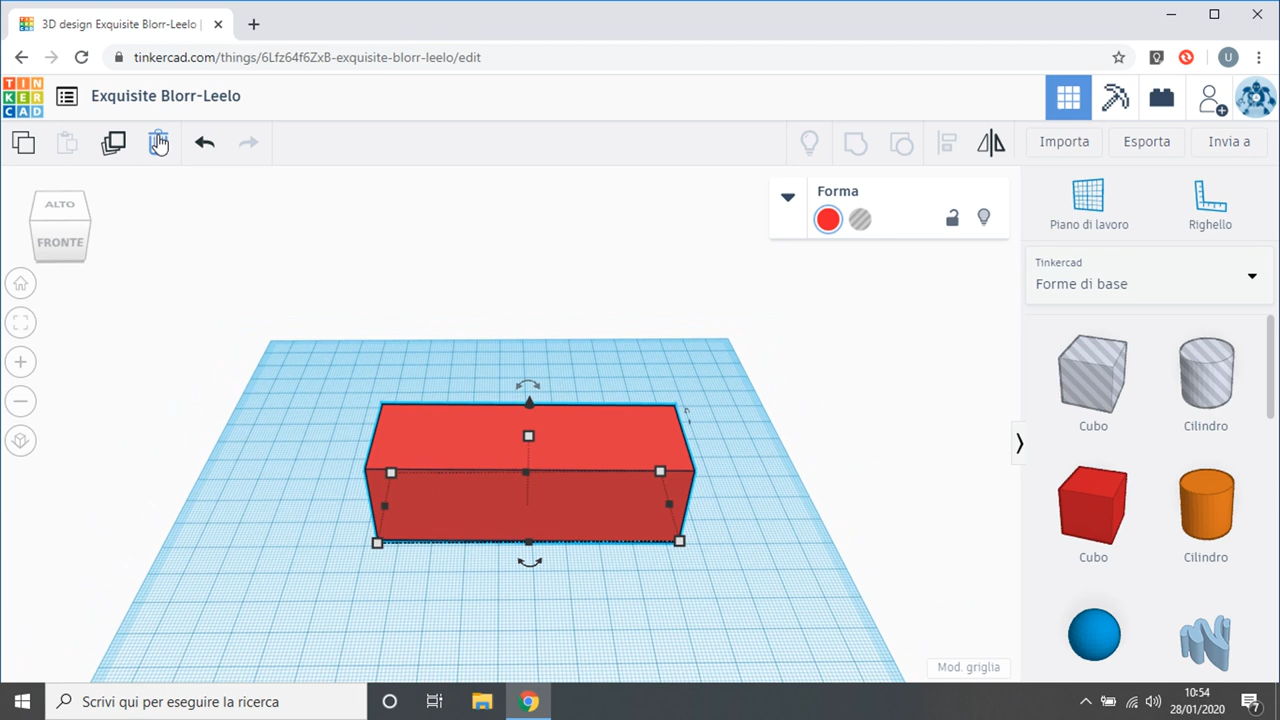 3D design Exquisite Blorr-Leelo |
tinkercad.com/things/6Lfz64f6ZxB-exquisite-blorr-leelo/edit
U
TIN
KER
CAD
Exquisite Blorr-Leelo
Importa
Esporta
Invia a
ALTO
FRONTE
Forma
Piano di lavoro
Righello
Tinkercad
Forme di base
Cubo
Cilindro
Cubo
Cilindro
Mod. griglia
Scrivi qui per eseguire la ricerca
10:54
28/01/2020
7